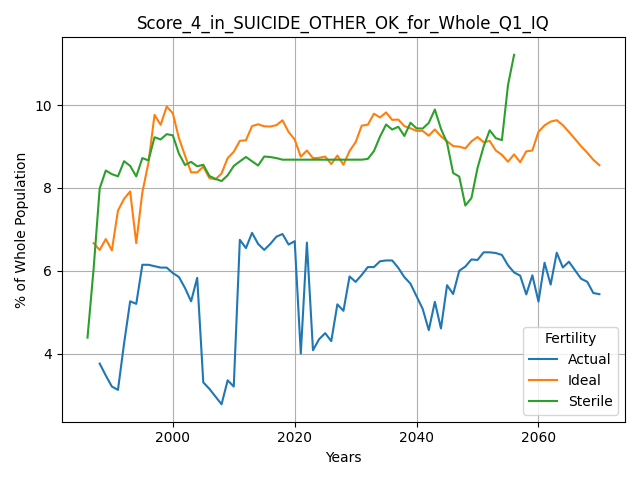 Score_4_in_SUICIDE_OTHER_OK_for_Whole_Q1_IQ
% of Whole Population
10
8
6
4
Fertility
Actual
Ideal
Sterile
2000 2020 2040 2060
Years